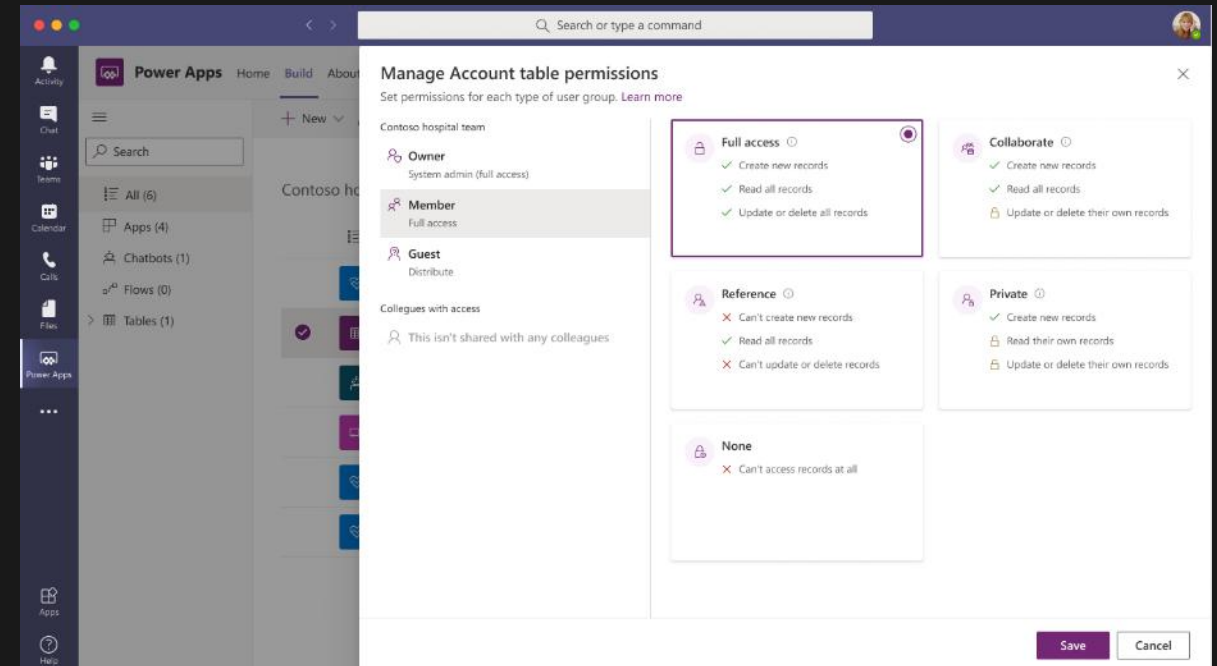 Search or type a command
Activity
Chat
Teams
Calendar
Calls
Files
Power Apps
Apps
Help
Power Apps Home Build About
New
Search
All (6)
Apps (4)
Chatbots (1)
Flows (0)
Tables (1)
Contoso ho
Manage Account table permissions
Set permissions for each type of user group. Learn more
Contoso hospital team
Owner
System admin (full access)
Member
Full access
Guest
Distribute
Collegues with access
This isn't shared with any colleagues
Full access
Create new records
Read all records
Update or delete all records
Collaborate
Create new records
Read all records
Update or delete their own records
Reference
Can't create new records
Read all records
Can't update or delete records
Private
Create new records
Read their own records
Update or delete their own records
None
Can't access records at all
Save
Cancel